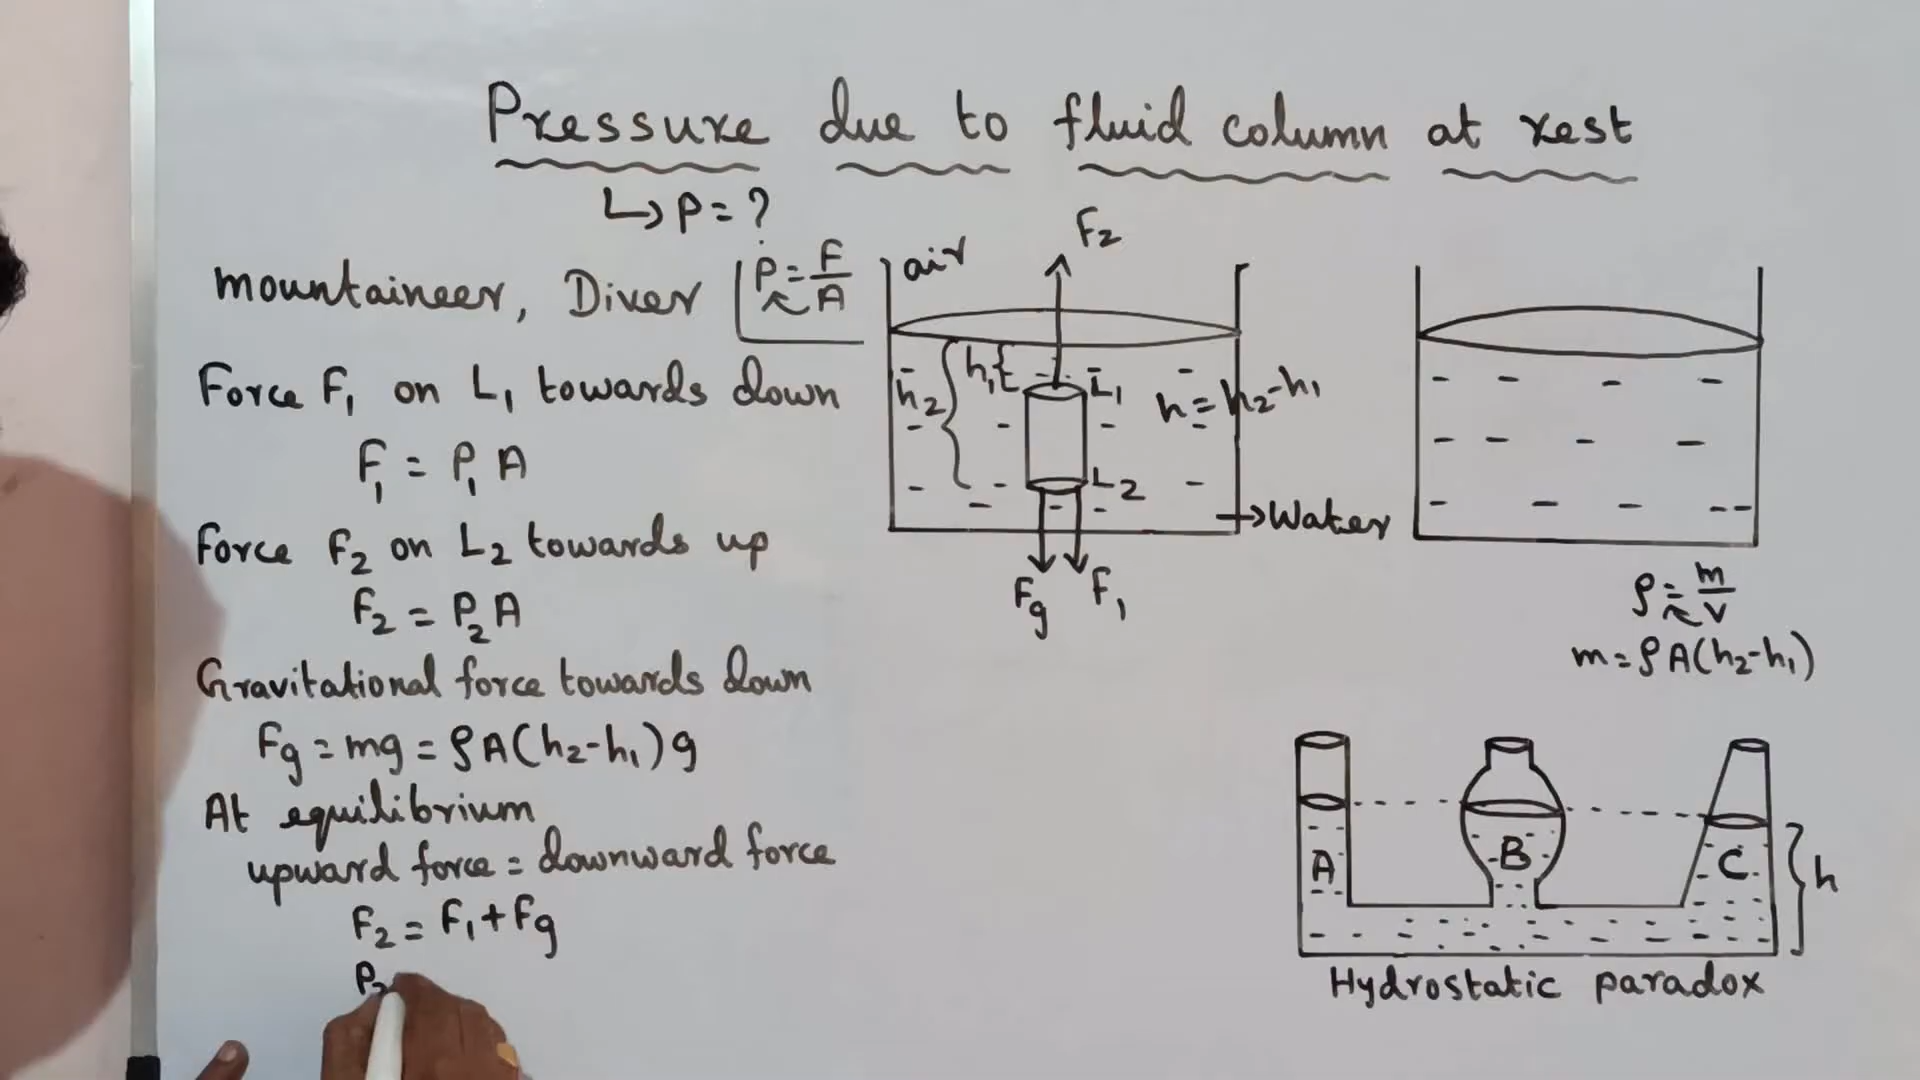 Pressure due to fluid column at rest
↳ P = ?
mountaineer, Diver
P = F/A
Force F₁ on L₁ towards down
F₁ = P₁ A
Force F₂ on L₂ towards up
F₂ = P₂ A
Gravitational force towards down
Fg = mg = ρA(h₂-h₁)g
At equilibrium
upward force = downward force
F₂ = F₁ + Fg
P₂
F₂
air
h₁
L₁
h₂
h = h₂-h₁
L₂
→ Water
Fg F₁
ρ = m/v
m = ρA(h₂-h₁)
A B C h
Hydrostatic paradox